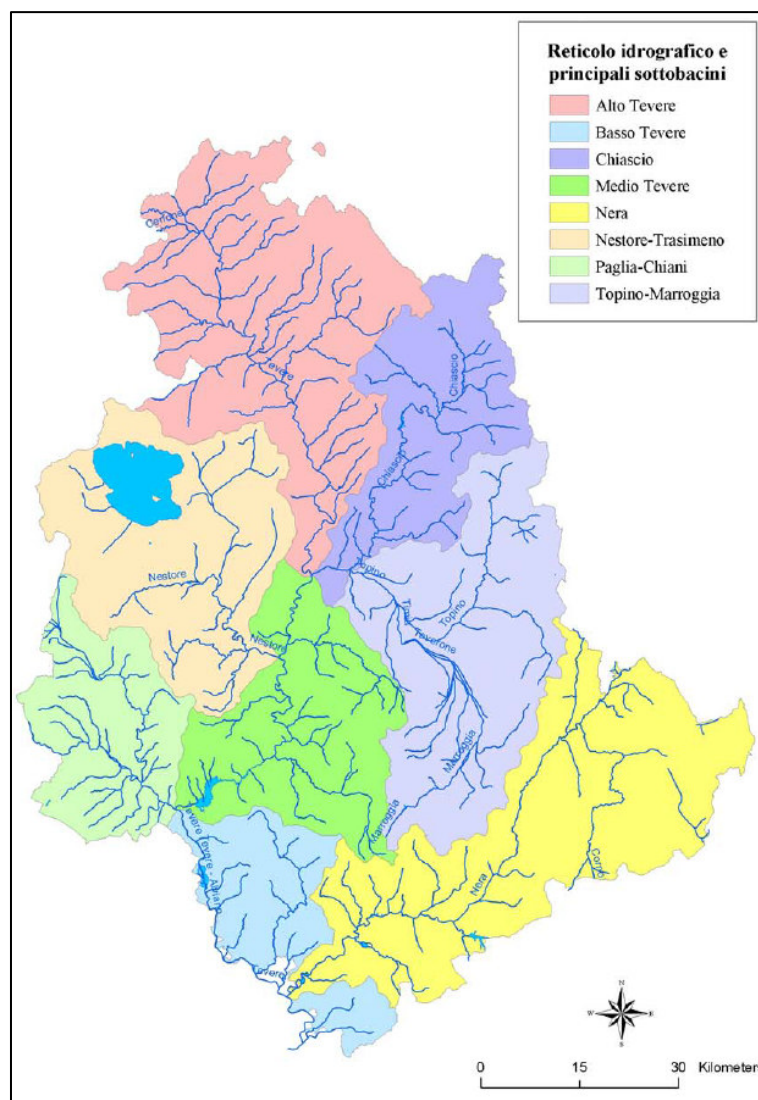 Reticolo idrografico e
principali sottobacini
Alto Tevere
Basso Tevere
Chiascio
Medio Tevere
Nera
Nestore-Trasimeno
Paglia-Chiani
Topino-Marroggia
Cerfone
Tevere
Chiascio
Chiascio
Nestore
Topino
Topino
Teverone
Nestore
Marroggia
Marroggia
Nera
Corno
Tevere
Tevere
N
W
E
S
0 15 30 Kilometer